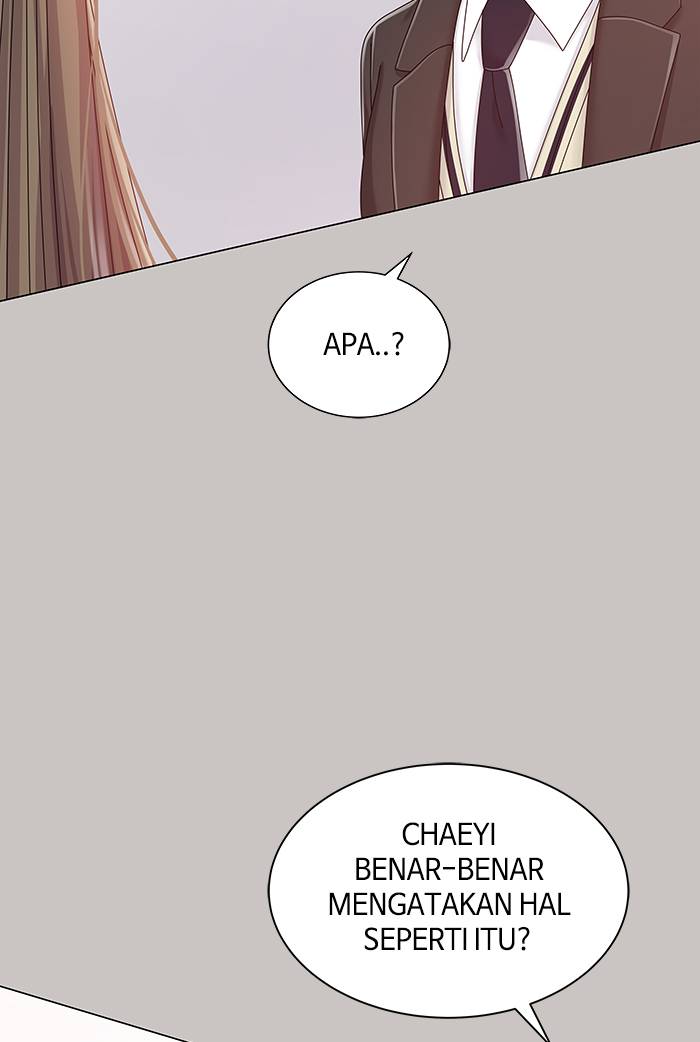 APA..?
CHAEYI
BENAR-BENAR
MENGATAKAN HAL
SEPERTI ITU?